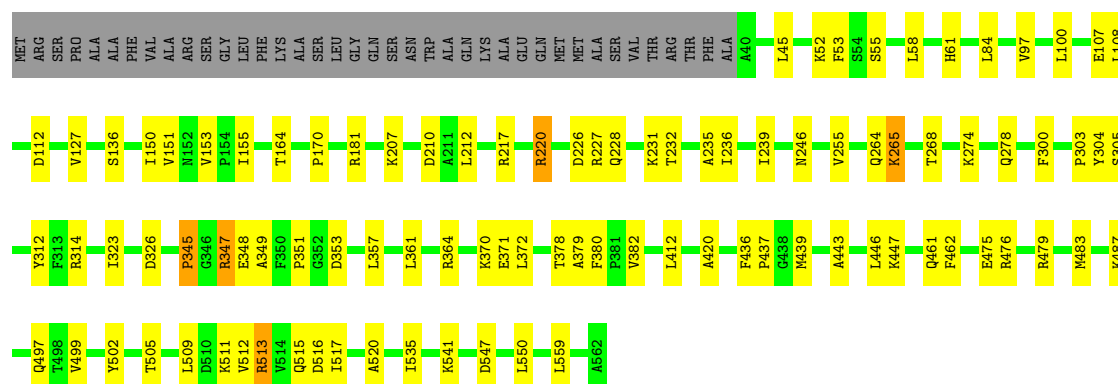 MET ARG SER PRO ALA ALA PHE VAL ALA ARG SER GLY LEU PHE LYS ALA SER LEU GLY GLN SER ASN TRP ALA GLN LYS ALA GLU GLN MET MET ALA SER VAL THR ARG THR PHE ALA A40 L45 K52 F53 S54 S55 L58 H61 L84 V97 L100 E107 L108
D112 V127 S136 I150 V151 N152 V153 P154 I155 T164 P170 R181 K207 D210 A211 L212 R217 R220 D226 R227 Q228 K231 T232 A235 I236 L239 N246 V255 Q264 K265 T268 K274 Q278 F300 P303 Y304 S305
Y312 F313 R314 I323 D326 P345 G346 R347 E348 A349 F350 P351 G352 D353 L357 L361 R364 K370 E371 L372 T378 A379 F380 P381 V382 L412 A420 F436 P437 G438 M439 A443 L446 K447 Q461 F462 E475 R476 R479 M483 K487
Q497 T498 V499 Y502 T505 L509 D510 K511 V512 R513 V514 Q515 D516 I517 A520 I535 K541 D547 L550 L559 A562